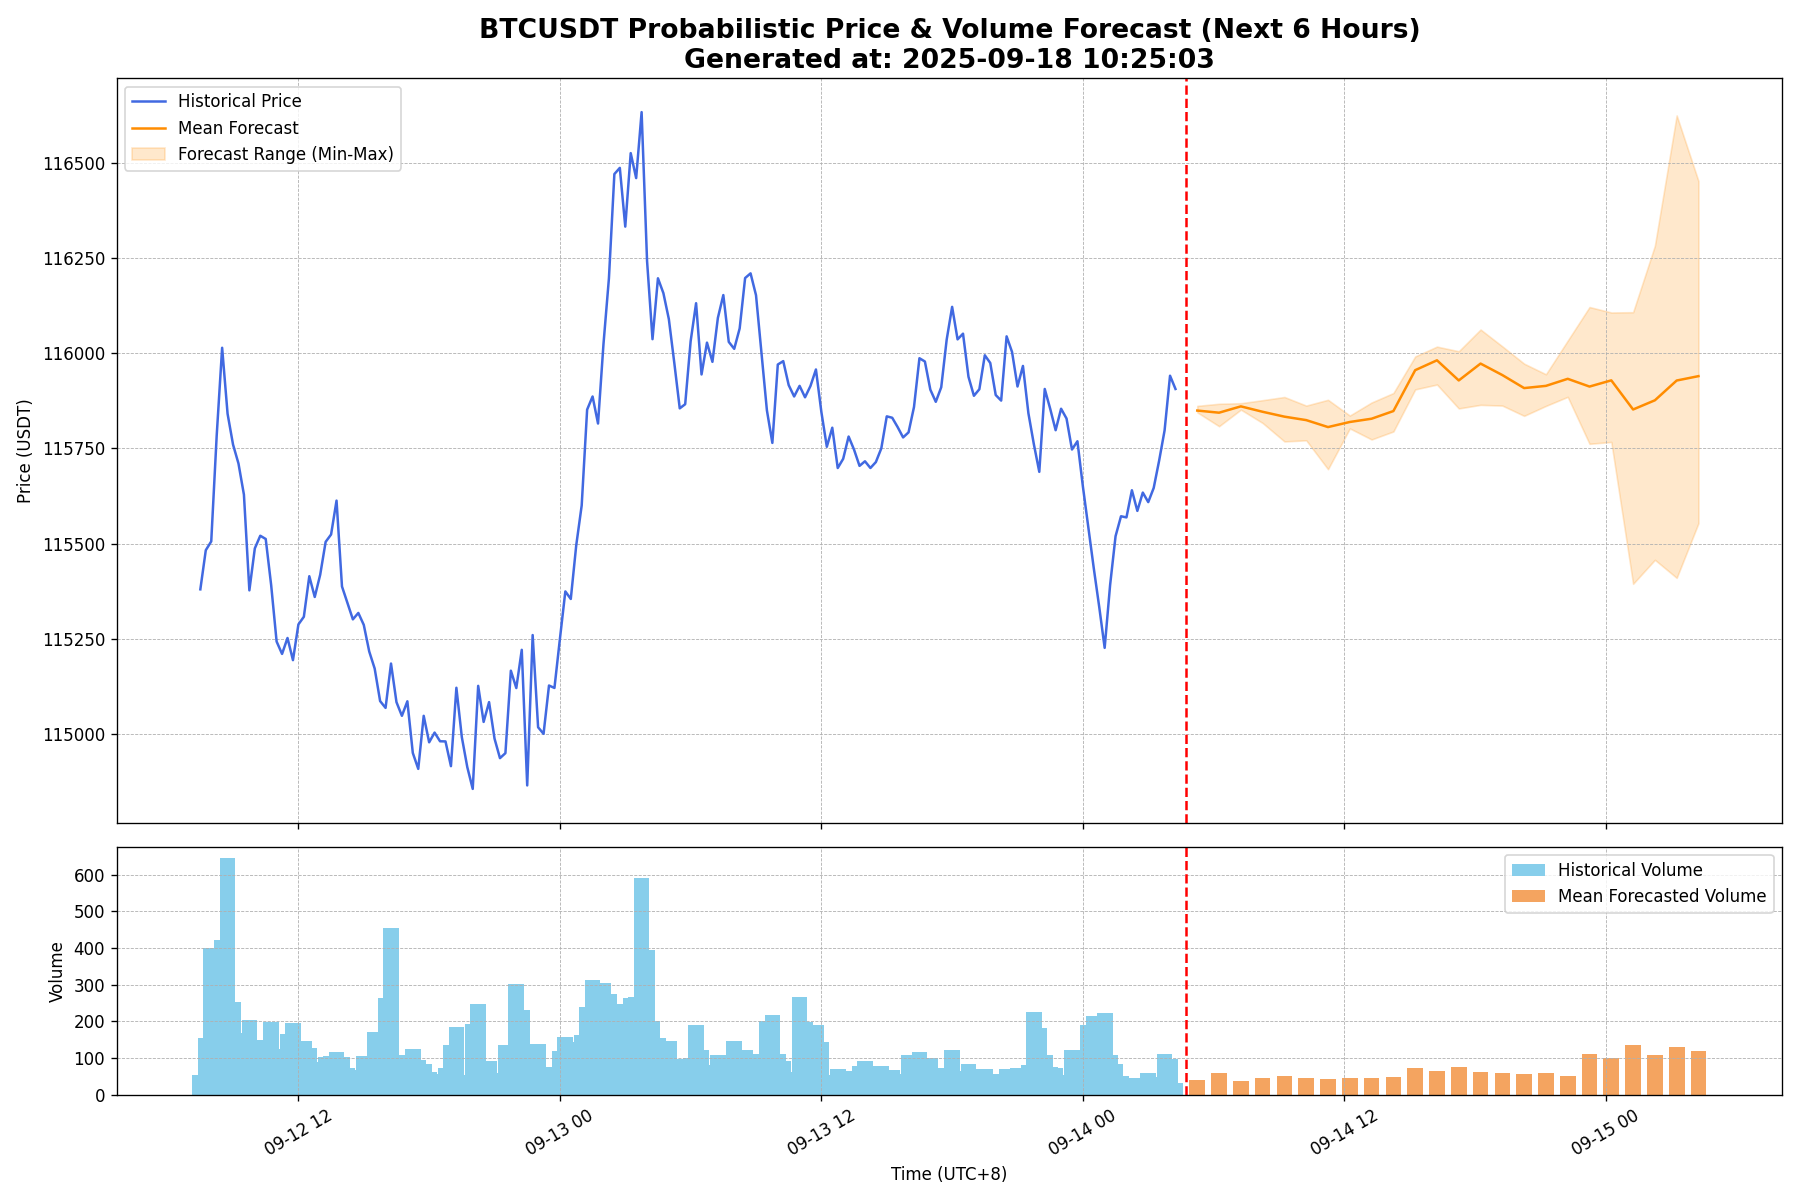 BTCUSDT Probabilistic Price & Volume Forecast (Next 6 Hours)
Generated at: 2025-09-18 10:25:03
Historical Price
Mean Forecast
Forecast Range (Min-Max)
116500
116250
116000
115750
115500
115250
115000
Price (USDT)
Historical Volume
Mean Forecasted Volume
600
500
400
300
200
100
0
Volume
09-12 12
09-13 00
09-13 12
09-14 00
09-14 12
09-15 00
Time (UTC+8)